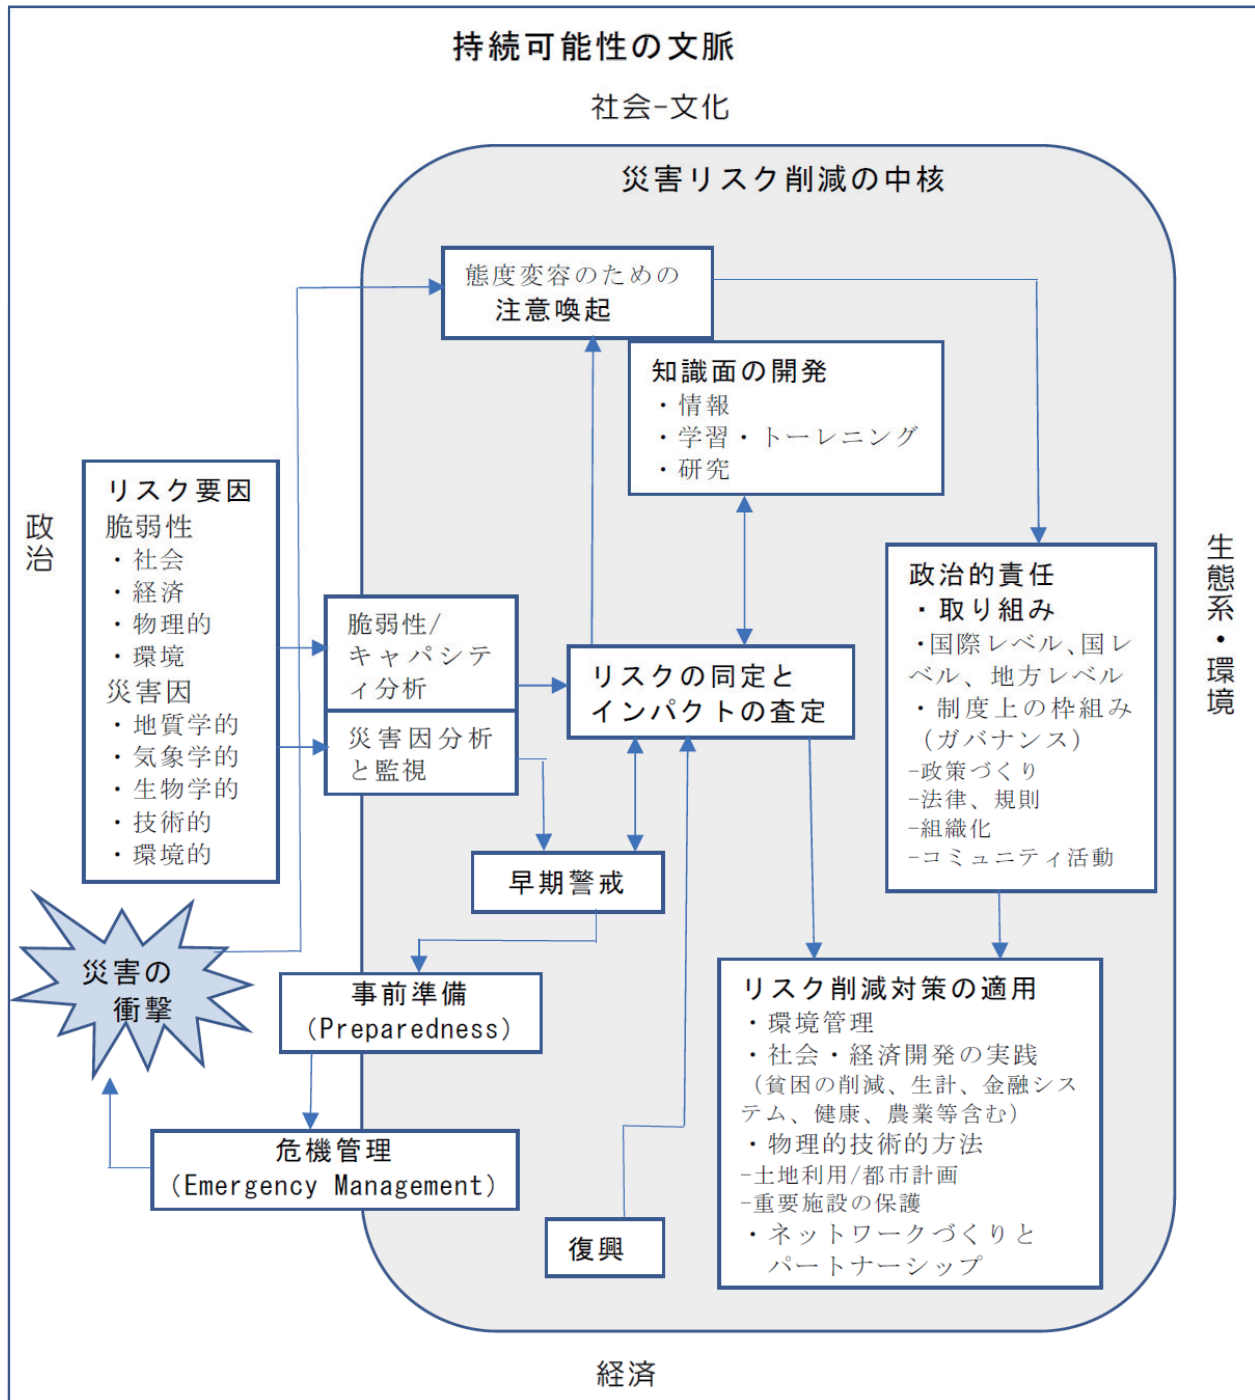 持続可能性の文脈
社会-文化
災害リスク削減の中核
態度変容のための
注意喚起
知識面の開発
・情報
・学習・トーレニング
・研究
政治
リスク要因
脆弱性
・社会
・経済
・物理的
・環境
災害因
・地質学的
・気象学的
・生物学的
・技術的
・環境的
脆弱性/
キャパシテ
ィ分析
災害因分析
と監視
リスクの同定と
インパクトの査定
政治的責任
・取り組み
・国際レベル、国レ
ベル、地方レベル
・制度上の枠組み
（ガバナンス）
-政策づくり
-法律、規則
-組織化
-コミュニティ活動
生態系・環境
早期警戒
災害の
衝撃
事前準備
(Preparedness)
危機管理
(Emergency Management)
復興
リスク削減対策の適用
・環境管理
・社会・経済開発の実践
（貧困の削減、生計、金融シス
テム、健康、農業等含む）
・物理的技術的方法
-土地利用/都市計画
-重要施設の保護
・ネットワークづくりと
パートナーシップ
経済